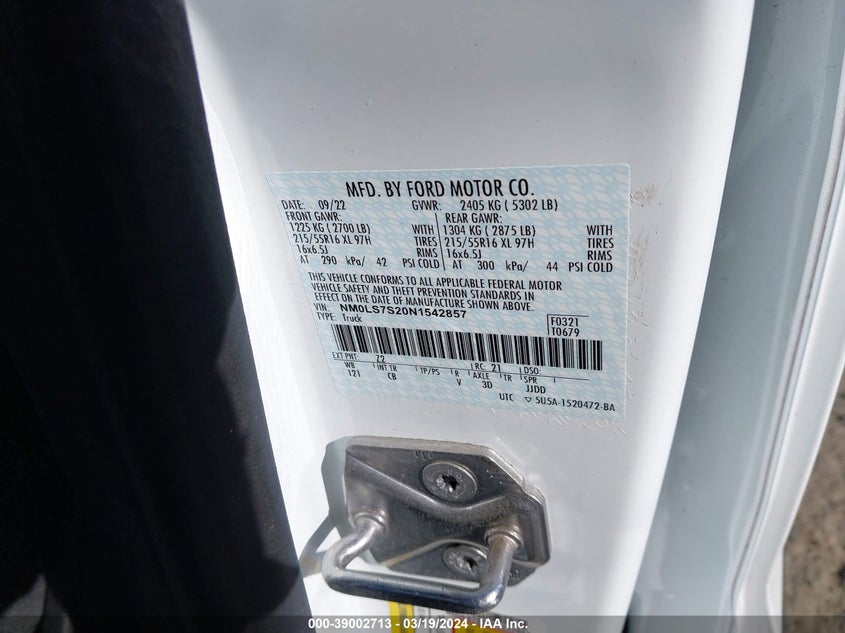 MFD. BY FORD MOTOR CO.
DATE: 09/22 GVWR: 2405 KG ( 5302 LB)
FRONT GAWR: REAR GAWR:
1225 KG ( 2700 LB) WITH 1304 KG ( 2875 LB) WITH
215/55R16 XL 97H TIRES 215/55R16 XL 97H TIRES
16x6.5J RIMS 16x6.5J RIMS
AT 290 kPa/ 42 PSI COLD AT 300 kPa/ 44 PSI COLD
THIS VEHICLE CONFORMS TO ALL APPLICABLE FEDERAL MOTOR
VEHICLE SAFETY AND THEFT PREVENTION STANDARDS IN
EFFECT ON THE DATE OF MANUFACTURE SHOWN ABOVE.
VIN: NM0LS7S20N1542857
TYPE: Truck
F0321
T0679
EXT PNT: Z2 RC: 21 DSO:
WB INT TR TP/PS R AXLE TR SPR
121 CB V 3D JJDD
UTC ▽ 5U5A-1520472-BA
©COPART-39002713 - 03/19/2024 - IAA Inc.